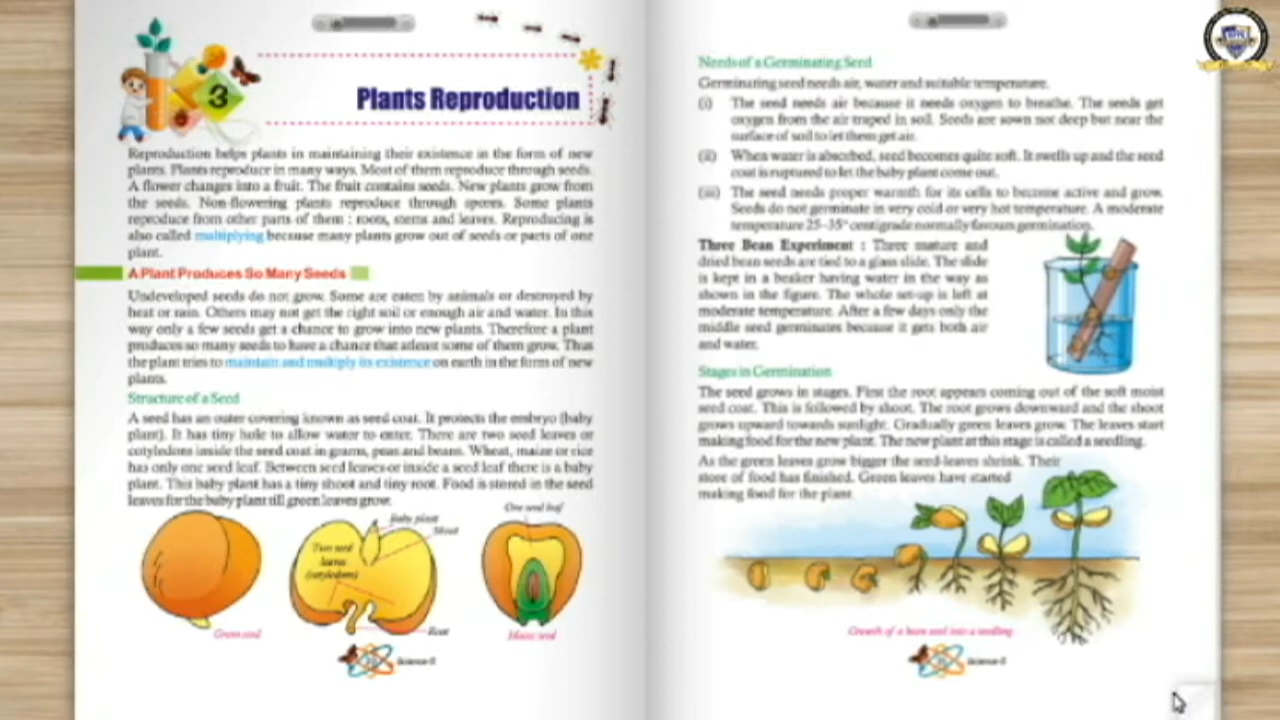 3
Plants Reproduction
Reproduction helps plants in maintaining their existence in the form of new
plants. Plants reproduce in many ways. Most of them reproduce through seeds.
A flower changes into a fruit. The fruit contains seeds. New plants grow from
the seeds. Non-flowering plants reproduce through spores. Some plants
reproduce from other parts of them : roots, stems and leaves. Reproducing is
also called multiplying because many plants grow out of seeds or parts of one
plant.
A Plant Produces So Many Seeds
Undeveloped seeds do not grow. Some are eaten by animals or destroyed by
heat or rain. Others may not get the right soil or enough air and water. In this
way only a few seeds get a chance to grow into new plants. Therefore a plant
produces so many seeds to have a chance that atleast some of them grow. Thus
the plant tries to maintain and multiply its existence on earth in the form of new
plants.
Structure of a Seed
A seed has an outer covering known as seed coat. It protects the embryo (baby
plant). It has tiny hole to allow water to enter. There are two seed leaves or
cotyledons inside the seed coat in grams, peas and beans. Wheat, maize or rice
has only one seed leaf. Between seed leaves or inside a seed leaf there is a baby
plant. This baby plant has a tiny shoot and tiny root. Food is stored in the seed
leaves for the baby plant till green leaves grow.
Baby plant
Shoot
Two seed
leaves
(cotyledons)
Root
One seed leaf
Gram seed
Maize seed
Science-5
Needs of a Germinating Seed
Germinating seed needs air, water and suitable temperature.
(i) The seed needs air because it needs oxygen to breathe. The seeds get
oxygen from the air traped in soil. Seeds are sown not deep but near the
surface of soil to let them get air.
(ii) When water is absorbed, seed becomes quite soft. It swells up and the seed
coat is ruptured to let the baby plant come out.
(iii) The seed needs proper warmth for its cells to become active and grow.
Seeds do not germinate in very cold or very hot temperature. A moderate
temperature 25-35° centigrade normally favours germination.
Three Bean Experiment : Three mature and
dried bean seeds are tied to a glass slide. The slide
is kept in a beaker having water in the way as
shown in the figure. The whole set-up is left at
moderate temperature. After a few days only the
middle seed germinates because it gets both air
and water.
Stages in Germination
The seed grows in stages. First the root appears coming out of the soft moist
seed coat. This is followed by shoot. The root grows downward and the shoot
grows upward towards sunlight. Gradually green leaves grow. The leaves start
making food for the new plant. The new plant at this stage is called a seedling.
As the green leaves grow bigger the seed-leaves shrink. Their
store of food has finished. Green leaves have started
making food for the plant.
Growth of a bean seed into a seedling
Science-5